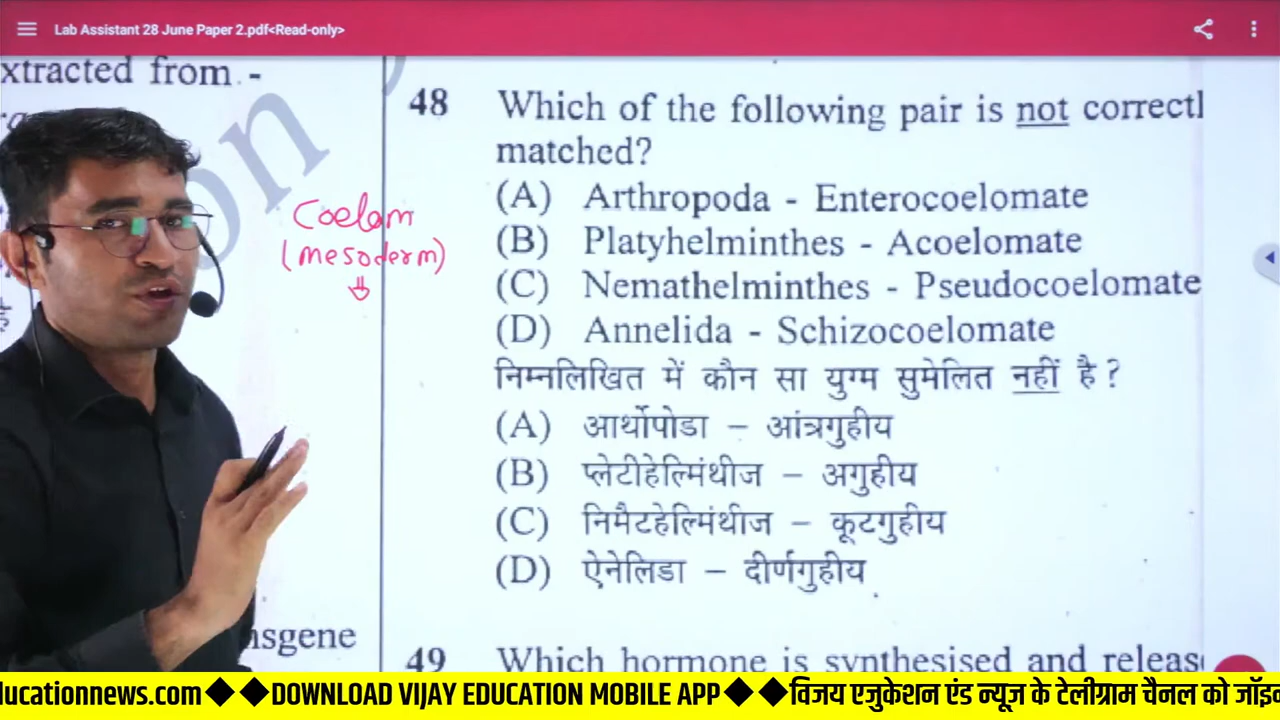 Lab Assistant 28 June Paper 2.pdf<Read-only>
xtracted from -
Coelom
(mesoderm)
nsgene
48 Which of the following pair is not correctl
matched?
(A) Arthropoda - Enterocoelomate
(B) Platyhelminthes - Acoelomate
(C) Nemathelminthes - Pseudocoelomate
(D) Annelida - Schizocoelomate
निम्नलिखित में कौन सा युग्म सुमेलित नहीं है ?
(A) आर्थोपोडा – आंत्रगुहीय
(B) प्लेटीहेल्मिंथीज – अगुहीय
(C) निमैटहेल्मिंथीज – कूटगुहीय
(D) ऐनेलिडा – दीर्णगुहीय
49 Which hormone is synthesised and releas
ducationnews.com ◆◆DOWNLOAD VIJAY EDUCATION MOBILE APP◆◆विजय एजुकेशन एंड न्यूज के टेलीग्राम चैनल को जॉइ